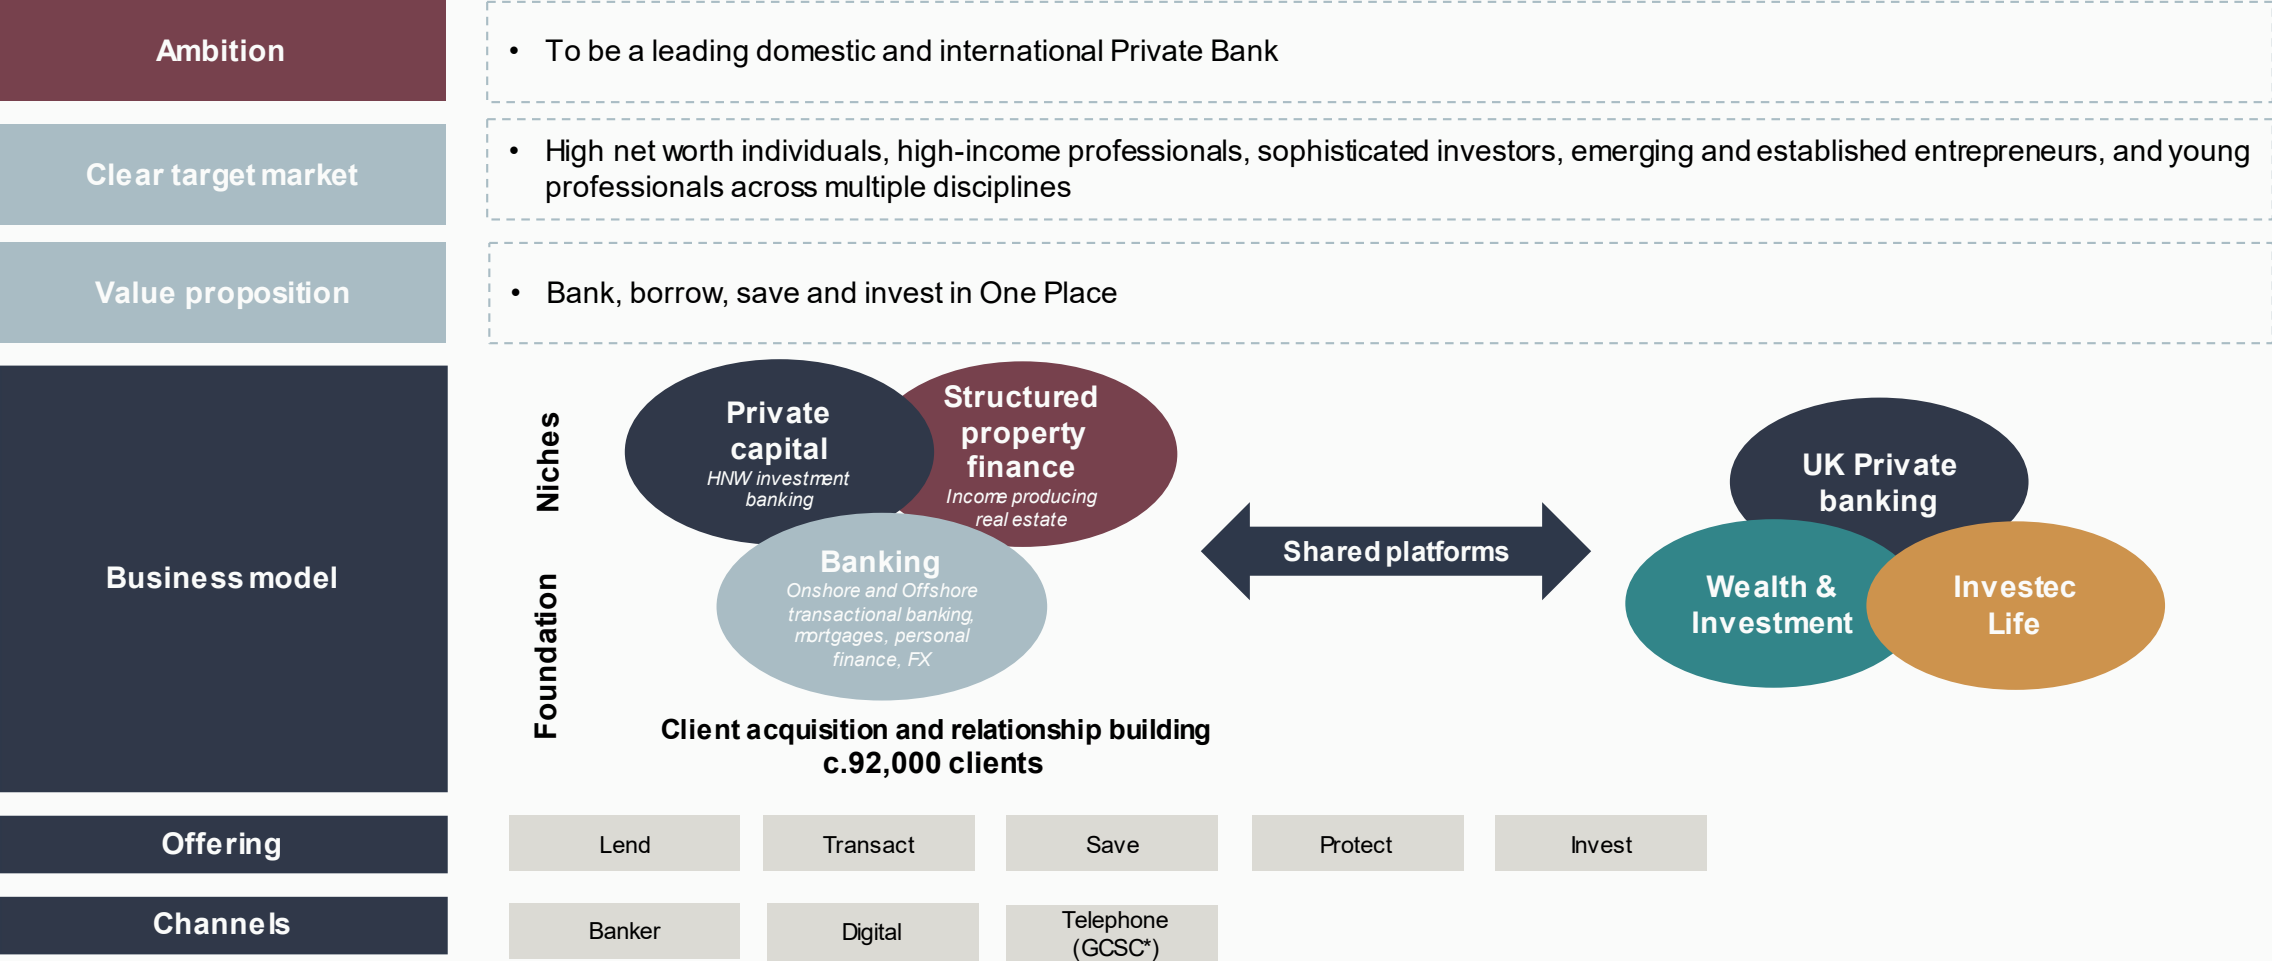 Ambition
• To be a leading domestic and international Private Bank
Clear target market
• High net worth individuals, high-income professionals, sophisticated investors, emerging and established entrepreneurs, and young
professionals across multiple disciplines
Value proposition
• Bank, borrow, save and invest in One Place
Business model
Niches
Foundation
Private
capital
HNW investment
banking
Structured
property
finance
Income producing
real estate
Banking
Onshore and Offshore
transactional banking,
mortgages, personal
finance, FX
Client acquisition and relationship building
c.92,000 clients
Shared platforms
UK Private
banking
Wealth &
Investment
Investec
Life
Offering
Lend
Transact
Save
Protect
Invest
Channels
Banker
Digital
Telephone
(GCSC*)